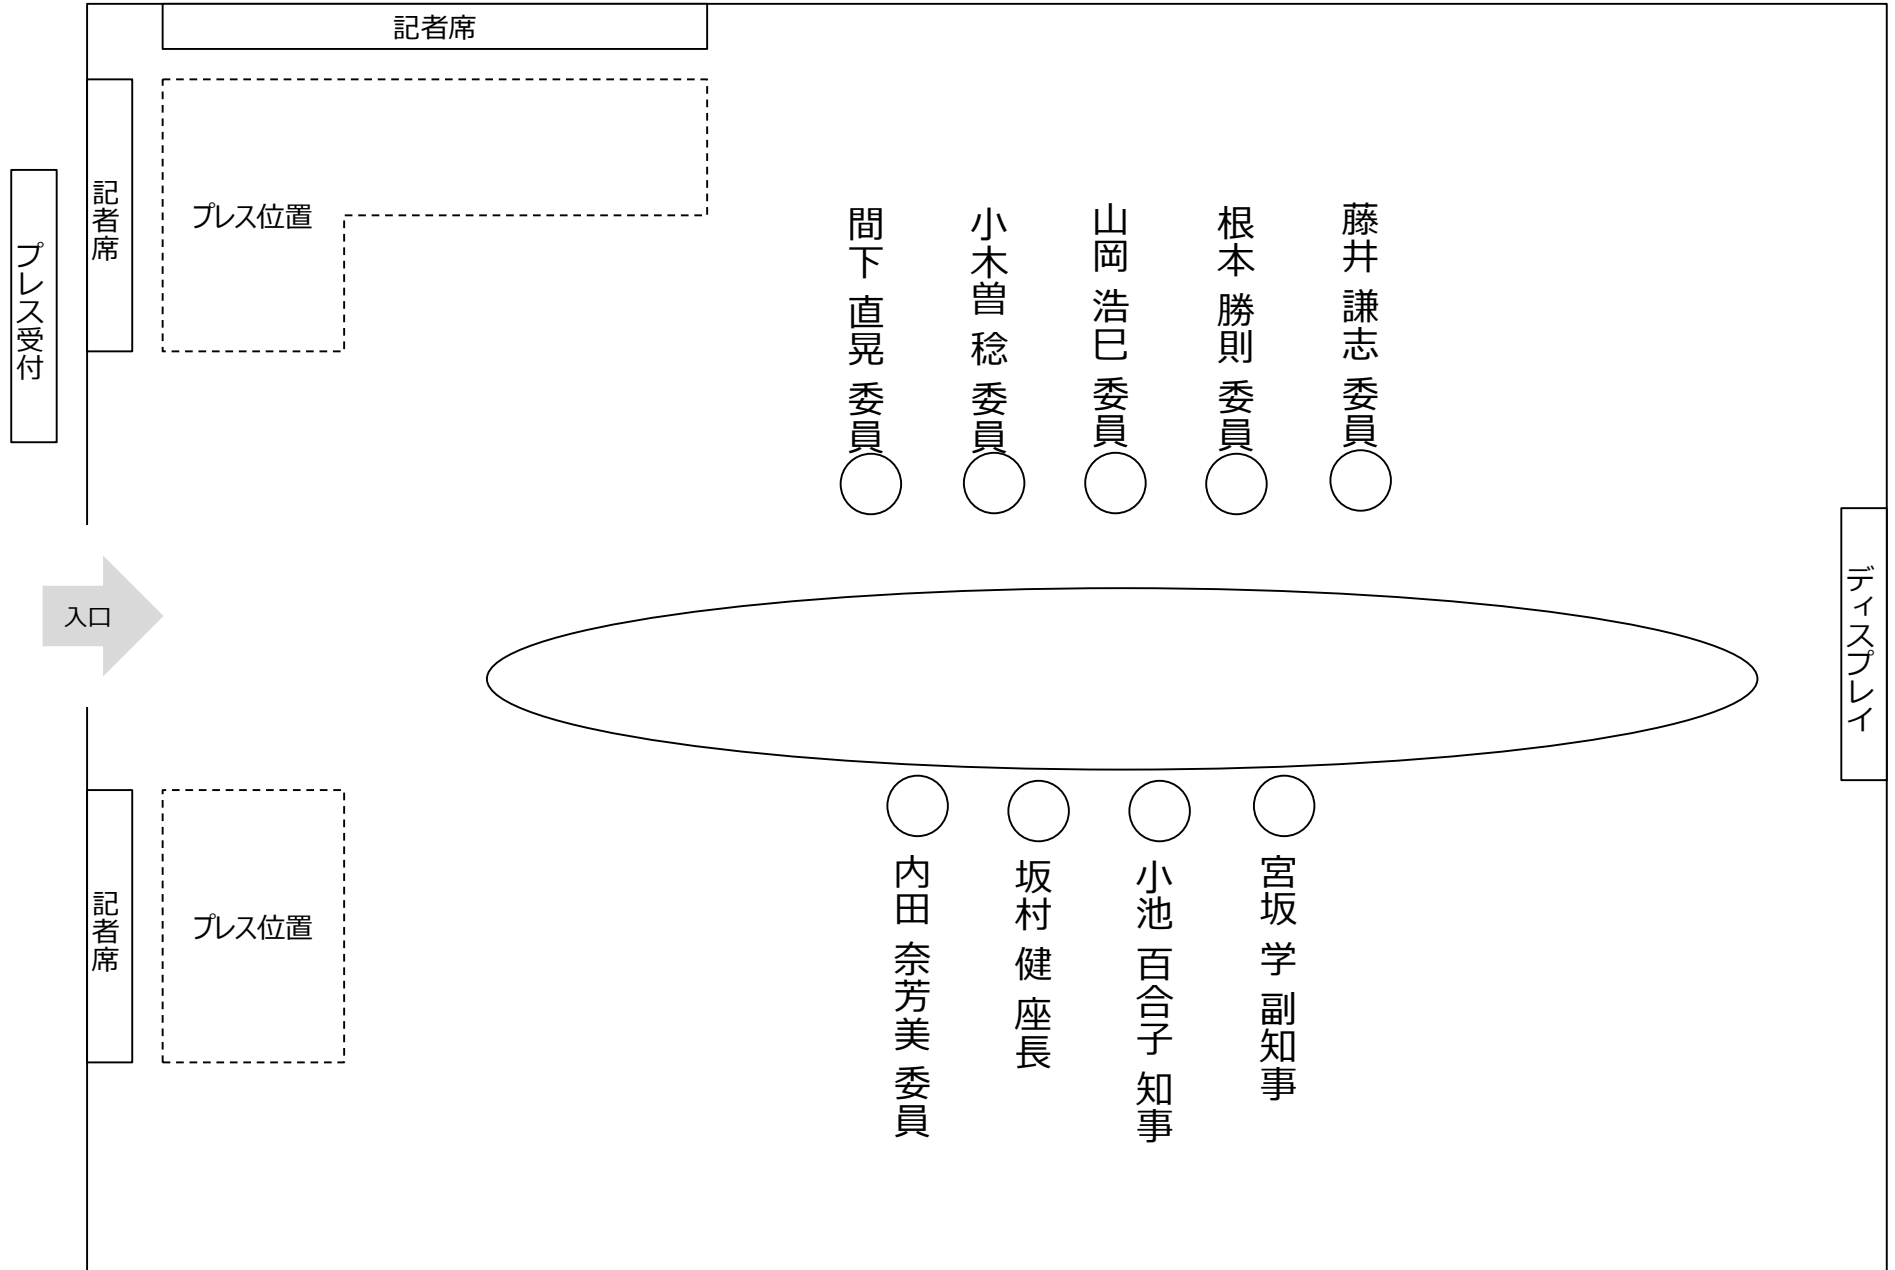 記者席
記者席
プレス位置
プレス受付
間下 直晃 委員
小木曽 稔 委員
山岡 浩巳 委員
根本 勝則 委員
藤井 謙志 委員
入口
ディスプレイ
記者席
プレス位置
内田 奈芳美 委員
坂村 健 座長
小池 百合子 知事
宮坂 学 副知事